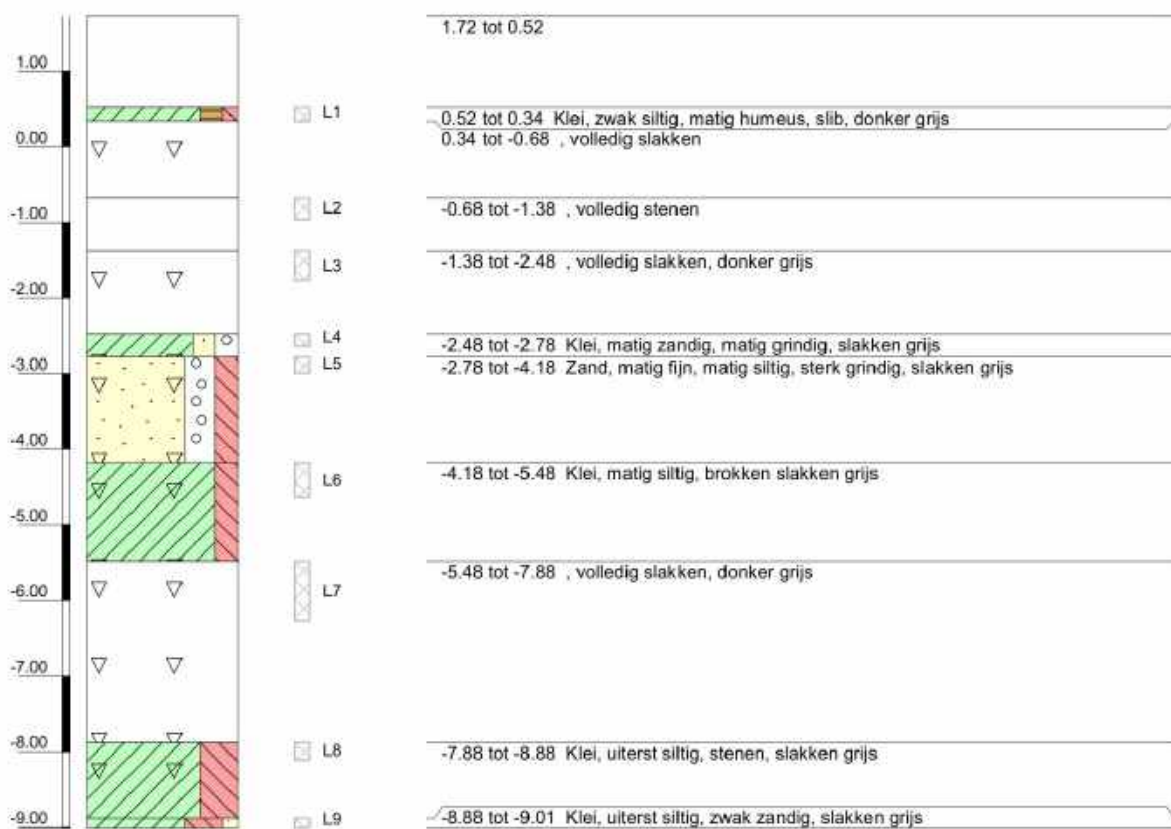 1.72 tot 0.52
1.00
L1
0.52 tot 0.34 Klei, zwak siltig, matig humeus, slib, donker grijs
0.00
0.34 tot -0.68 , volledig slakken
-1.00
L2
-0.68 tot -1.38 , volledig stenen
L3
-1.38 tot -2.48 , volledig slakken, donker grijs
-2.00
L4
-2.48 tot -2.78 Klei, matig zandig, matig grindig, slakken grijs
-3.00
L5
-2.78 tot -4.18 Zand, matig fijn, matig siltig, sterk grindig, slakken grijs
-4.00
L6
-4.18 tot -5.48 Klei, matig siltig, brokken slakken grijs
-5.00
-5.48 tot -7.88 , volledig slakken, donker grijs
L7
-6.00
-7.00
-8.00
L8
-7.88 tot -8.88 Klei, uiterst siltig, stenen, slakken grijs
-9.00
L9
-8.88 tot -9.01 Klei, uiterst siltig, zwak zandig, slakken grijs